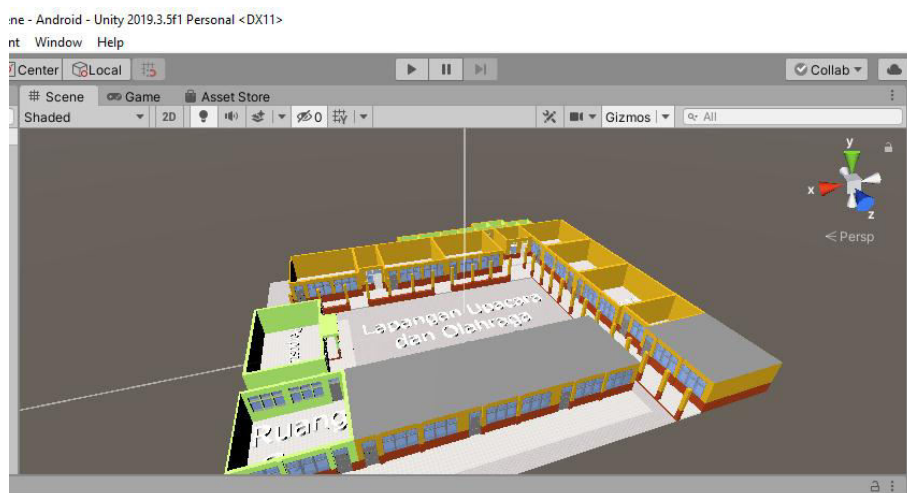 ene - Android - Unity 2019.3.5f1 Personal <DX11>
nt Window Help
Center Local Collab
# Scene Game Asset Store
Shaded 2D 0 Gizmos All
y
x
z
Persp
Lapangan Upacara
dan Olahraga
Ruang